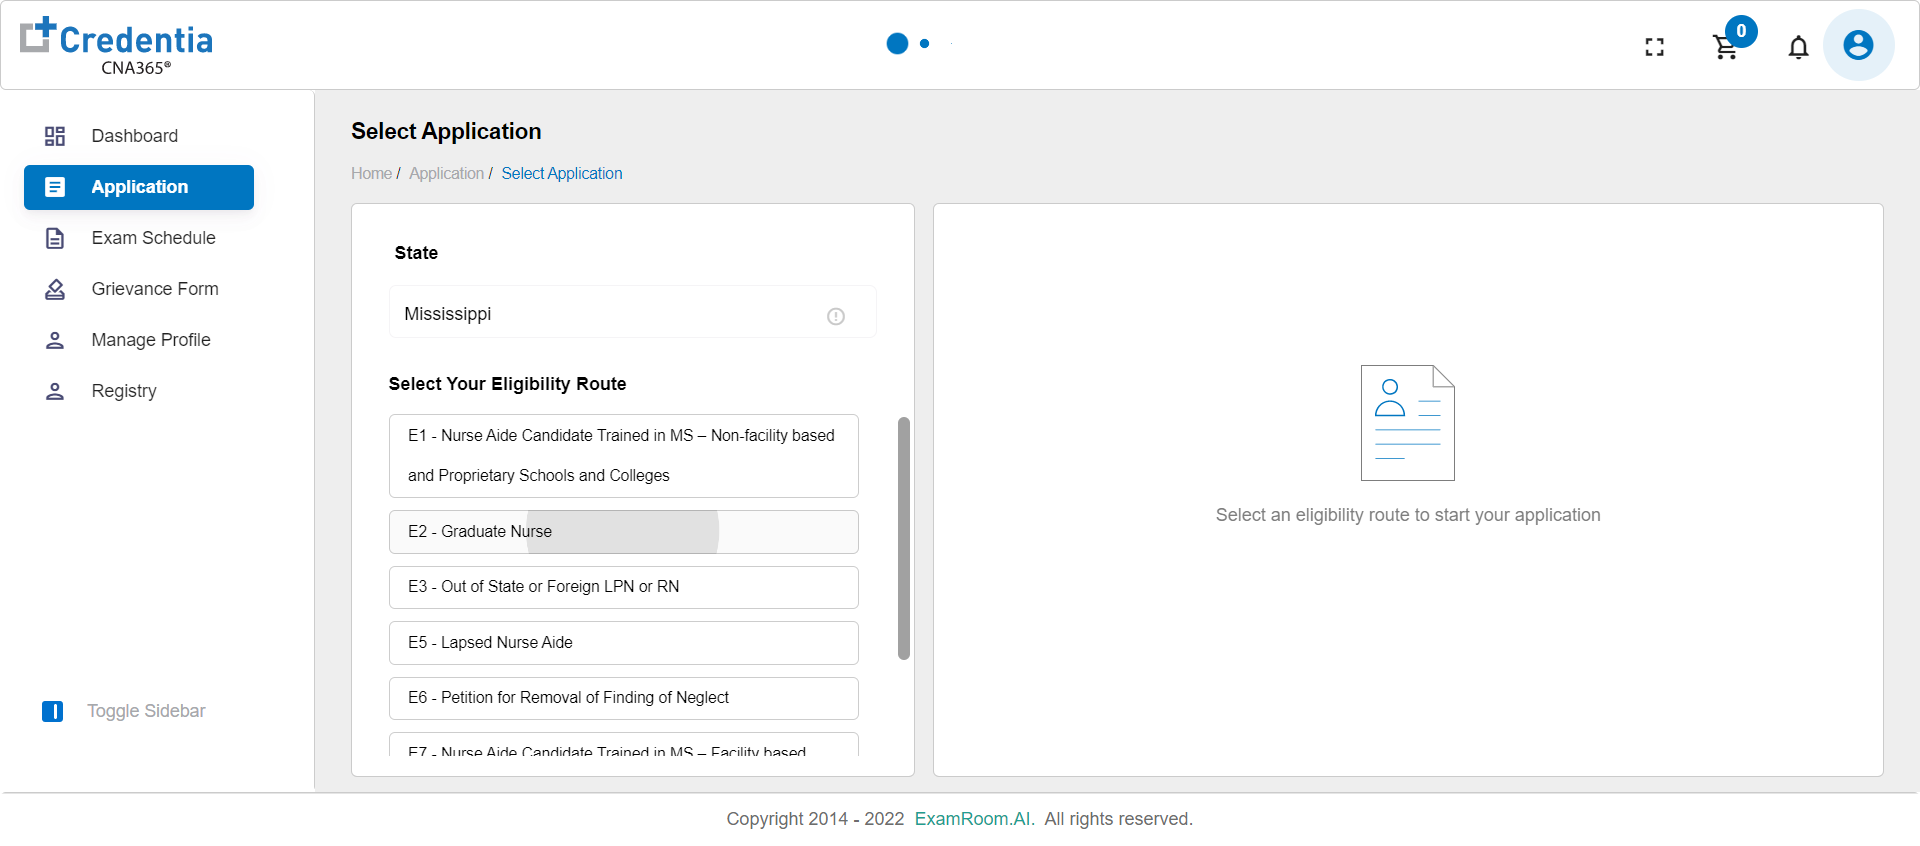 Credentia
CNA365®
0
Dashboard
Application
Exam Schedule
Grievance Form
Manage Profile
Registry
Toggle Sidebar
Select Application
Home / Application / Select Application
State
Mississippi
Select Your Eligibility Route
E1 - Nurse Aide Candidate Trained in MS – Non-facility based
and Proprietary Schools and Colleges
E2 - Graduate Nurse
E3 - Out of State or Foreign LPN or RN
E5 - Lapsed Nurse Aide
E6 - Petition for Removal of Finding of Neglect
E7 - Nurse Aide Candidate Trained in MS – Facility based
Select an eligibility route to start your application
Copyright 2014 - 2022 ExamRoom.AI. All rights reserved.